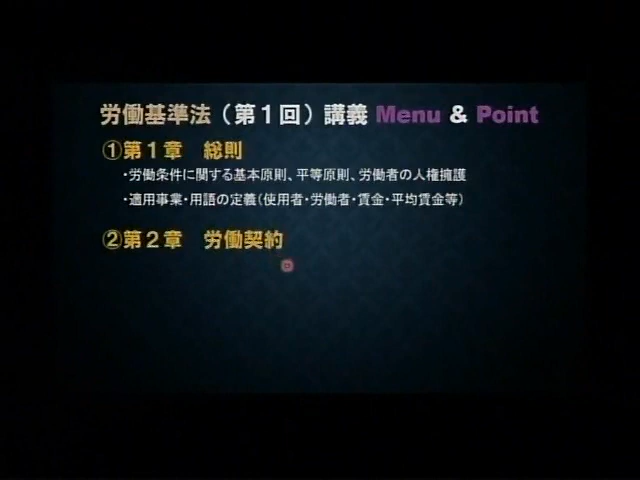 労働基準法（第１回）講義 Menu & Point
①第１章　総則
・労働条件に関する基本原則、平等原則、労働者の人権擁護
・適用事業・用語の定義（使用者・労働者・賃金・平均賃金等）
②第２章　労働契約